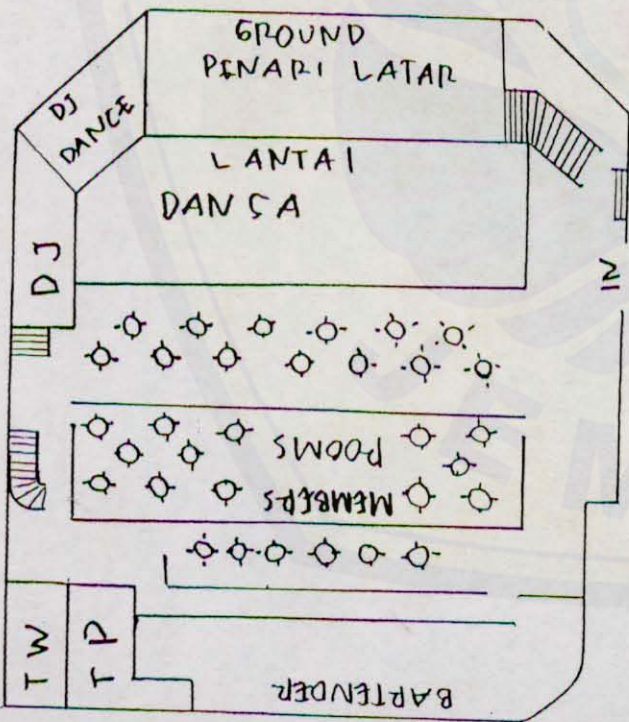 GROUND
PENARI LATAR
DJ
DANCE
LANTAI
DANSA
DJ
IN
MEMBERS
ROOMS
TW
TP
BARTENDER